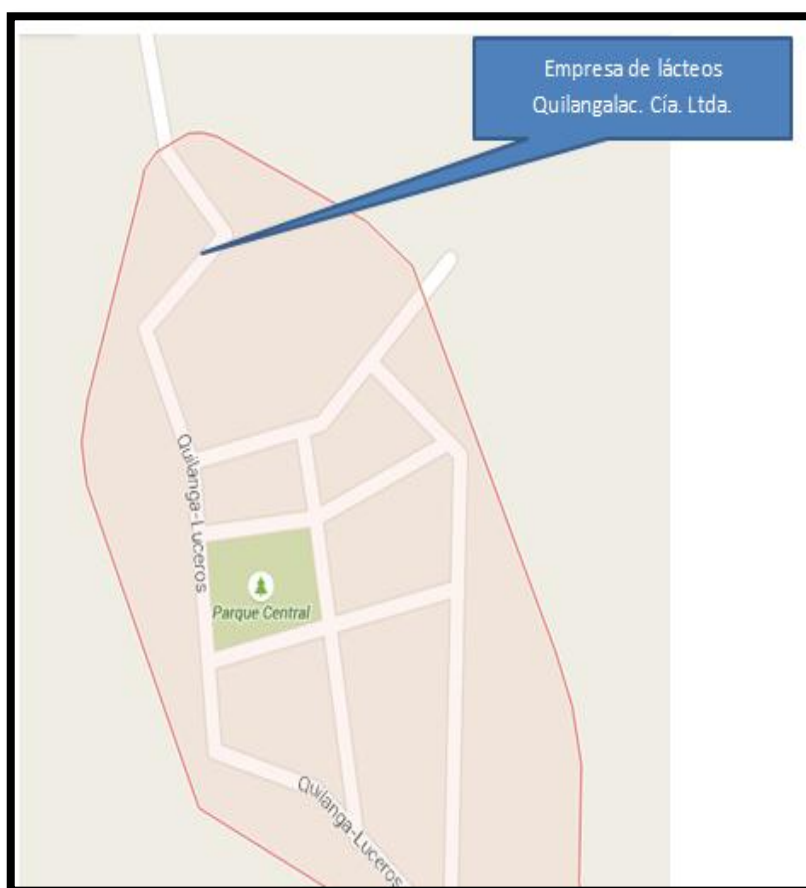 Empresa de lácteos
Quilangalac. Cía. Ltda.
Quilanga-Luceros
Parque Central
Quilanga-Luceros